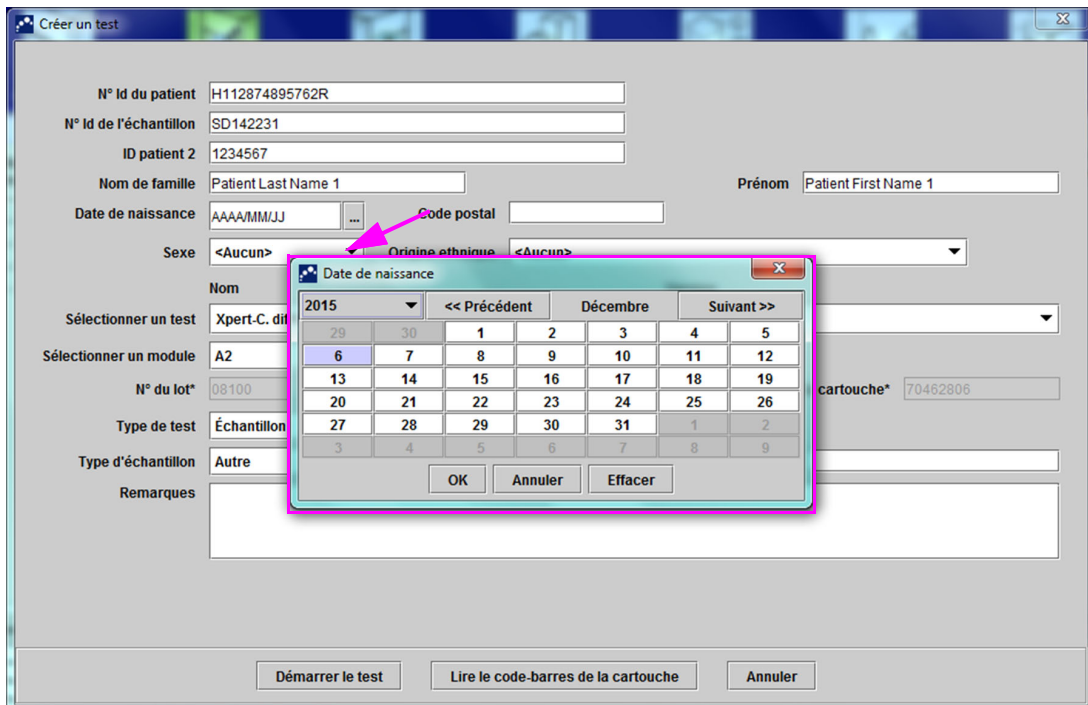 Créer un test
N° Id du patient H112874895762R
N° Id de l'échantillon SD142231
ID patient 2 1234567
Nom de famille Patient Last Name 1 Prénom Patient First Name 1
Date de naissance AAAA/MM/JJ ... Code postal
Sexe <Aucun> Origine ethnique <Aucun>
Date de naissance
Nom
2015 << Précédent Décembre Suivant >>
Sélectionner un test Xpert-C. dif
29 30 1 2 3 4 5
Sélectionner un module A2
6 7 8 9 10 11 12
13 14 15 16 17 18 19
N° du lot* 08100 cartouche* 70462806
20 21 22 23 24 25 26
Type de test Échantillon
27 28 29 30 31 1 2
3 4 5 6 7 8 9
Type d'échantillon Autre
OK Annuler Effacer
Remarques
Démarrer le test Lire le code-barres de la cartouche Annuler